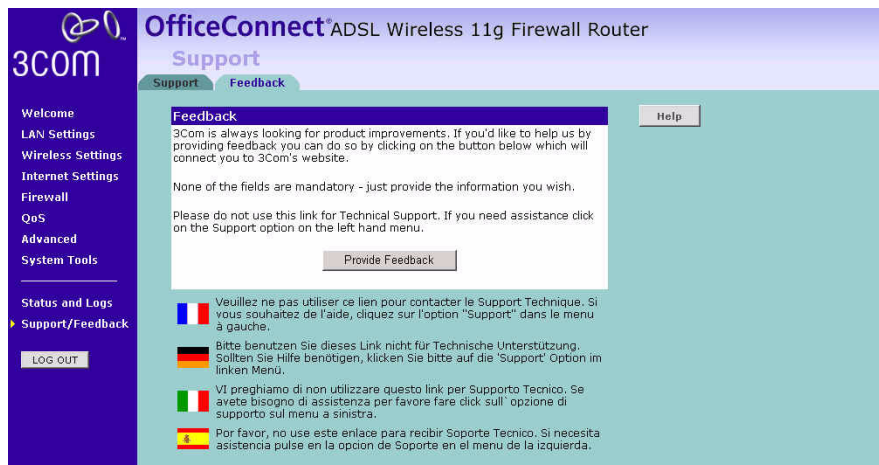 3COM
OfficeConnect® ADSL Wireless 11g Firewall Router
Support
Support
Feedback
Welcome
LAN Settings
Wireless Settings
Internet Settings
Firewall
QoS
Advanced
System Tools
Status and Logs
Support/Feedback
LOG OUT
Feedback
3Com is always looking for product improvements. If you'd like to help us by
providing feedback you can do so by clicking on the button below which will
connect you to 3Com's website.
None of the fields are mandatory - just provide the information you wish.
Please do not use this link for Technical Support. If you need assistance click
on the Support option on the left hand menu.
Provide Feedback
Veuillez ne pas utiliser ce lien pour contacter le Support Technique. Si
vous souhaitez de l'aide, cliquez sur l'option "Support" dans le menu
à gauche.
Bitte benutzen Sie dieses Link nicht für Technische Unterstützung.
Sollten Sie Hilfe benötigen, klicken Sie bitte auf die 'Support' Option im
linken Menü.
VI preghiamo di non utilizzare questo link per Supporto Tecnico. Se
avete bisogno di assistenza per favore fare click sull` opzione di
supporto sul menu a sinistra.
Por favor, no use este enlace para recibir Soporte Tecnico. Si necesita
asistencia pulse en la opcion de Soporte en el menu de la izquierda.
Help